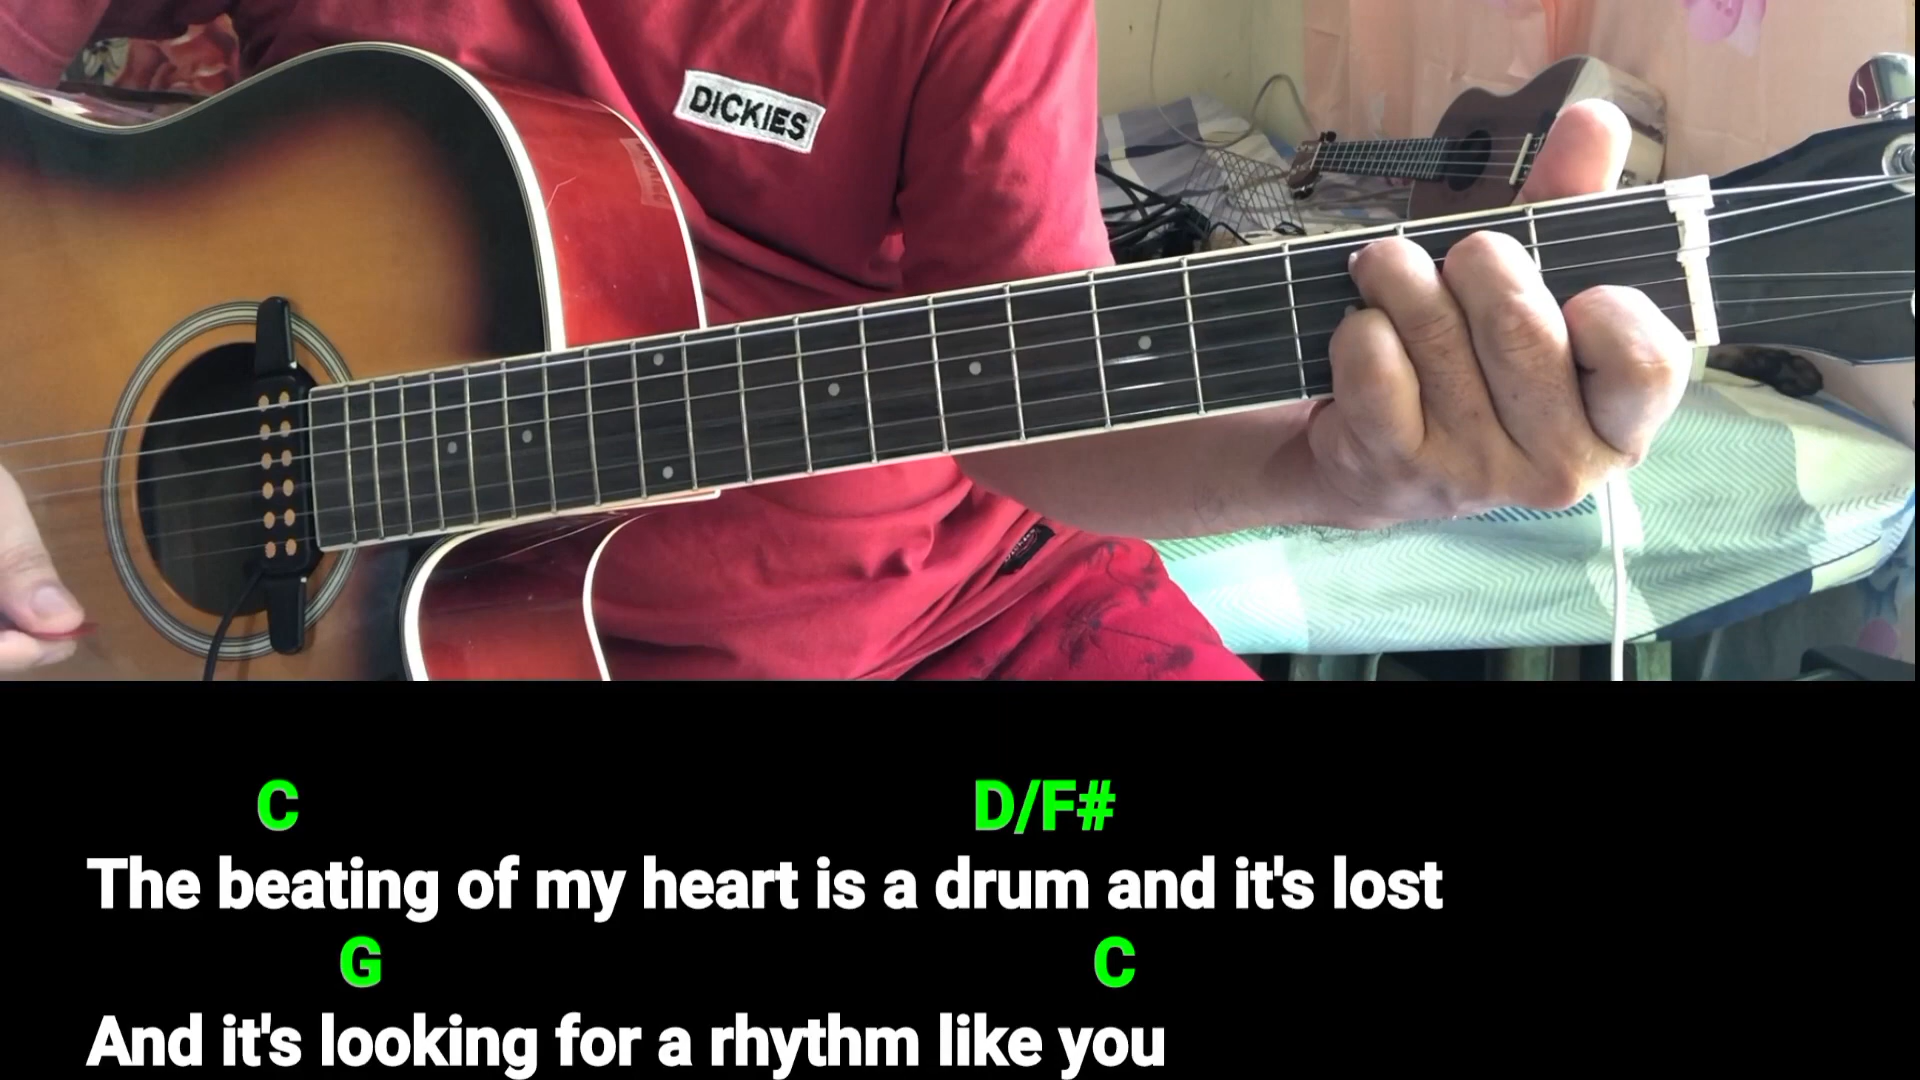 DICKIES
C D/F#
The beating of my heart is a drum and it's lost
G C
And it's looking for a rhythm like you